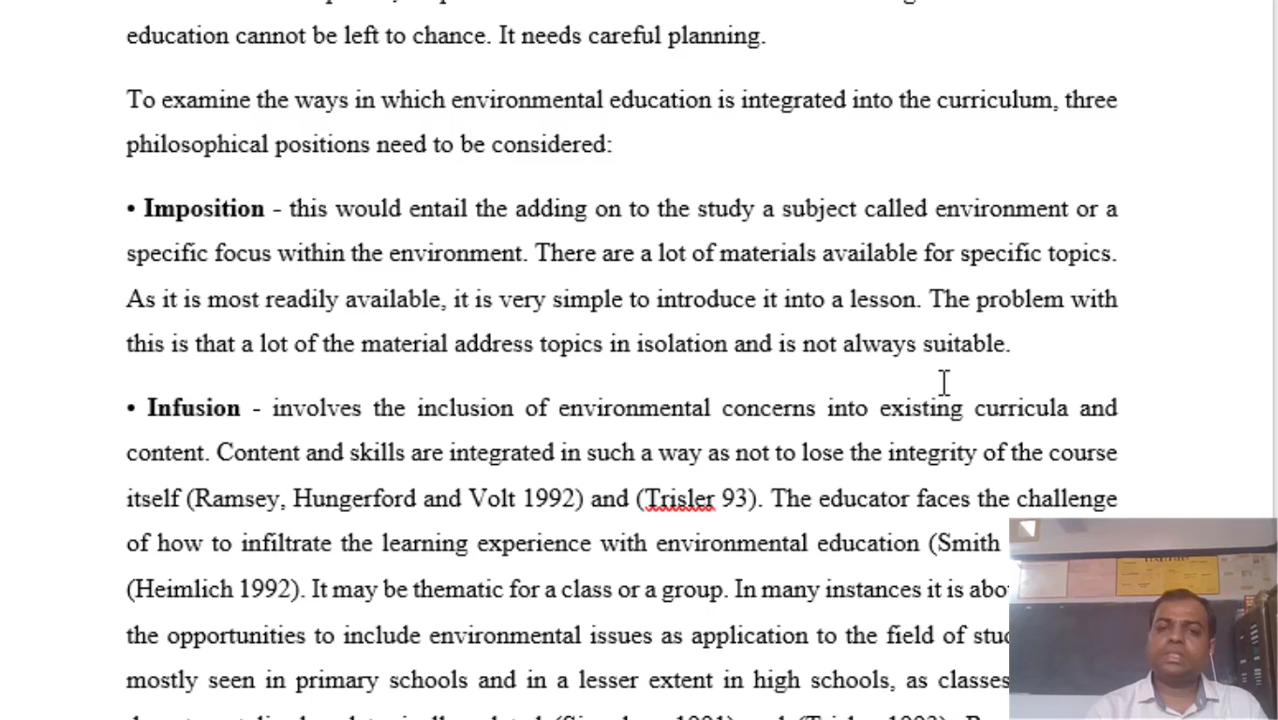 education cannot be left to chance. It needs careful planning.
To examine the ways in which environmental education is integrated into the curriculum, three
philosophical positions need to be considered:
• Imposition - this would entail the adding on to the study a subject called environment or a
specific focus within the environment. There are a lot of materials available for specific topics.
As it is most readily available, it is very simple to introduce it into a lesson. The problem with
this is that a lot of the material address topics in isolation and is not always suitable.
• Infusion - involves the inclusion of environmental concerns into existing curricula and
content. Content and skills are integrated in such a way as not to lose the integrity of the course
itself (Ramsey, Hungerford and Volt 1992) and (Trisler 93). The educator faces the challenge
of how to infiltrate the learning experience with environmental education (Smith
(Heimlich 1992). It may be thematic for a class or a group. In many instances it is
the opportunities to include environmental issues as application to the field of
mostly seen in primary schools and in a lesser extent in high schools, as classes